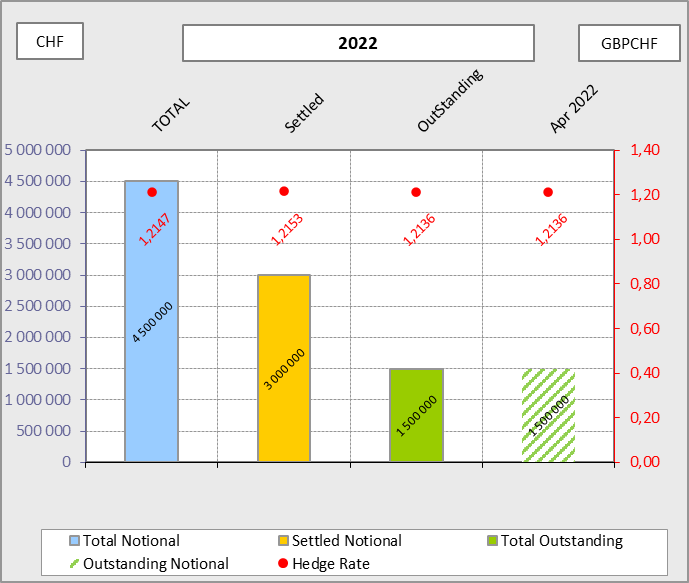 CHF
2022
GBPCHF
TOTAL
Settled
OutStanding
Apr 2022
5 000 000
4 500 000
4 000 000
3 500 000
3 000 000
2 500 000
2 000 000
1 500 000
1 000 000
500 000
0
1,40
1,20
1,00
0,80
0,60
0,40
0,20
0,00
1,2147
1,2153
1,2136
1,2136
4 500 000
3 000 000
1 500 000
1 500 000
Total Notional
Settled Notional
Total Outstanding
Outstanding Notional
Hedge Rate